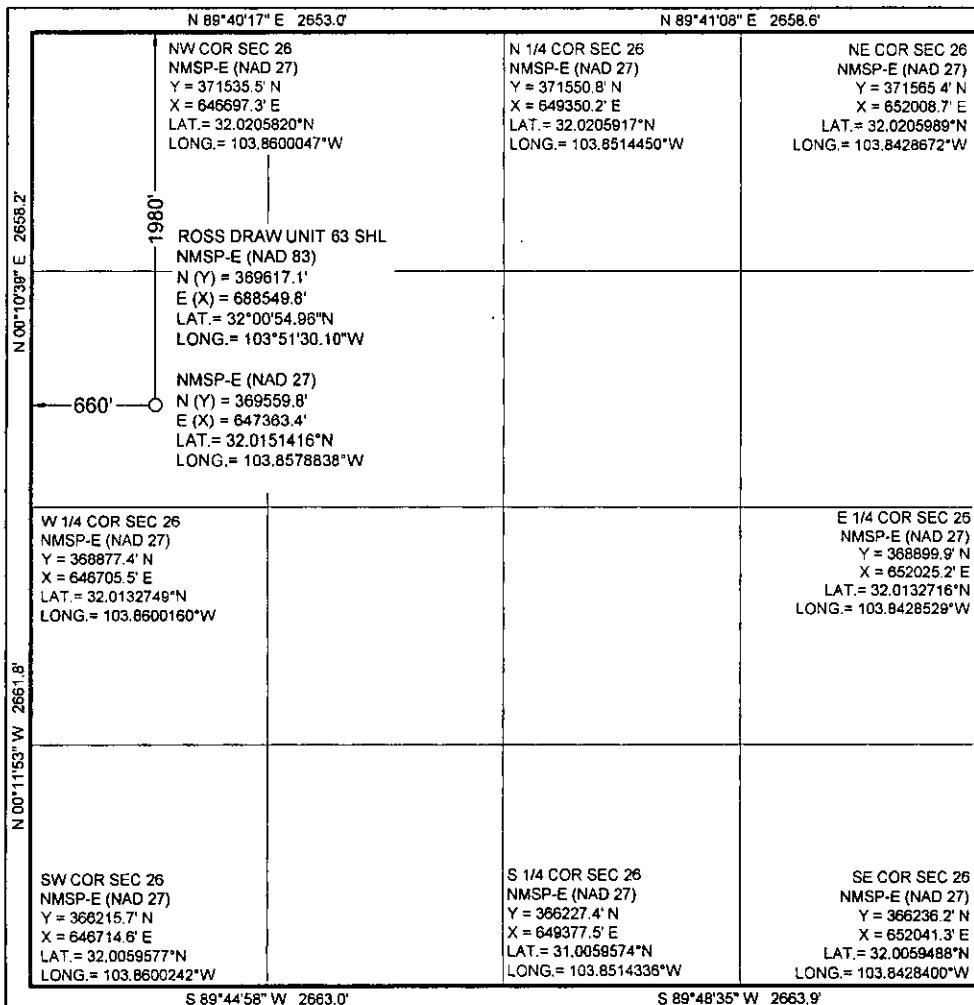 N 89°40'17" E 2653.0'
N 89°41'08" E 2658.6'
NW COR SEC 26
NMSP-E (NAD 27)
Y = 371535.5' N
X = 646697.3' E
LAT.= 32.0205820°N
LONG.= 103.8600047°W
N 1/4 COR SEC 26
NMSP-E (NAD 27)
Y = 371550.8' N
X = 649350.2' E
LAT.= 32.0205917°N
LONG.= 103.8514450°W
NE COR SEC 26
NMSP-E (NAD 27)
Y = 371565 4' N
X = 652008.7' E
LAT.= 32.0205989°N
LONG.= 103.8428672°W
N 00°10'39" E 2658.2'
1980'
ROSS DRAW UNIT 63 SHL
NMSP-E (NAD 83)
N (Y) = 369617.1'
E (X) = 688549.8'
LAT.= 32°00'54.96"N
LONG.= 103°51'30.10"W
NMSP-E (NAD 27)
N (Y) = 369559.8'
E (X) = 647363.4'
LAT.= 32.0151416°N
LONG.= 103.8578838°W
660'
W 1/4 COR SEC 26
NMSP-E (NAD 27)
Y = 368877.4' N
X = 646705.5' E
LAT.= 32.0132749°N
LONG.= 103.8600160°W
E 1/4 COR SEC 26
NMSP-E (NAD 27)
Y = 368899.9' N
X = 652025.2' E
LAT.= 32.0132716°N
LONG.= 103.8428529°W
N 00°11'53" W 2661.8'
SW COR SEC 26
NMSP-E (NAD 27)
Y = 366215.7' N
X = 646714.6' E
LAT.= 32.0059577°N
LONG.= 103.8600242°W
S 1/4 COR SEC 26
NMSP-E (NAD 27)
Y = 366227.4' N
X = 649377.5' E
LAT.= 31.0059574°N
LONG.= 103.8514336°W
SE COR SEC 26
NMSP-E (NAD 27)
Y = 366236.2' N
X = 652041.3' E
LAT.= 32.0059488°N
LONG.= 103.8428400°W
S 89°44'58" W 2663.0'
S 89°48'35" W 2663.9'